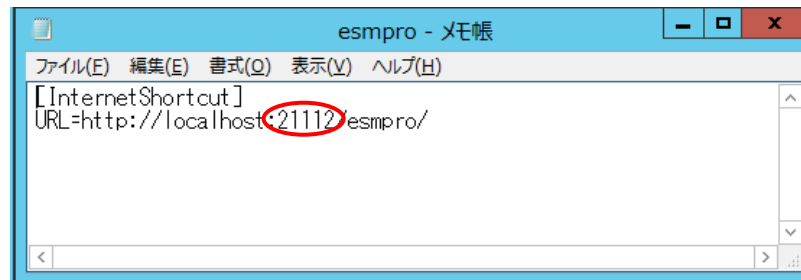 esmpro - メモ帳
ファイル(F) 編集(E) 書式(O) 表示(V) ヘルプ(H)
[InternetShortcut]
URL=http://localhost:21112/esmpro/